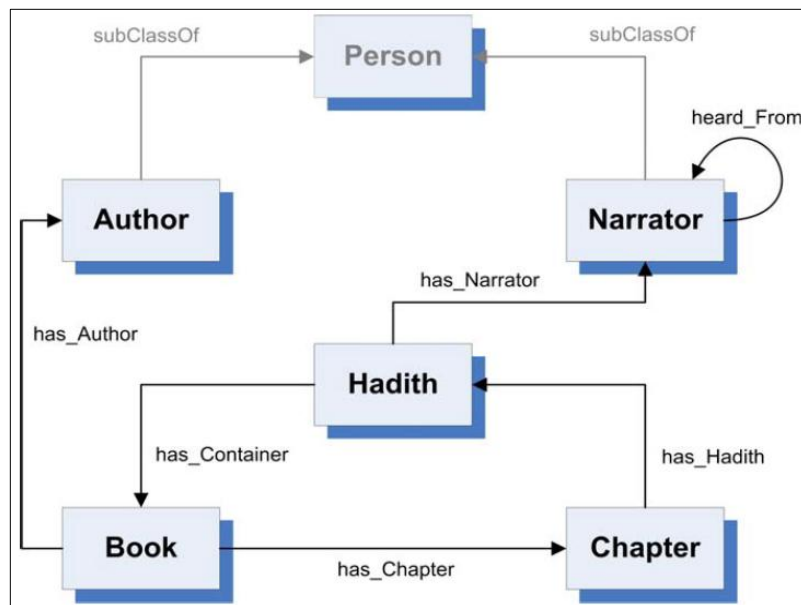 subClassOf
Person
subClassOf
heard_From
Author
Narrator
has_Narrator
has_Author
Hadith
has_Container
has_Hadith
Book
Chapter
has_Chapter